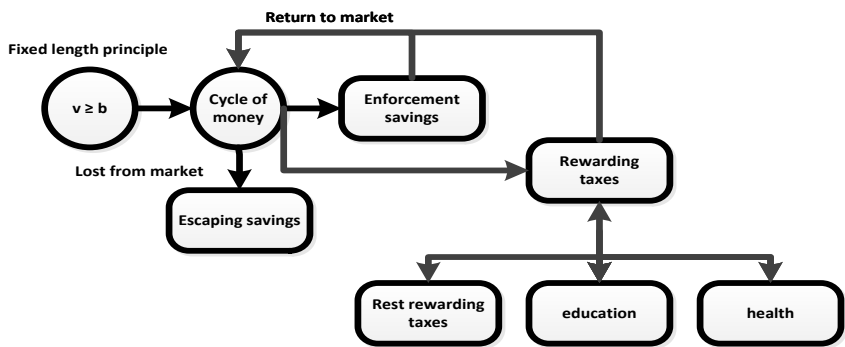 Return to market
Fixed length principle
v ≥ b
Cycle of
money
Enforcement
savings
Lost from market
Rewarding
taxes
Escaping savings
Rest rewarding
taxes
education
health